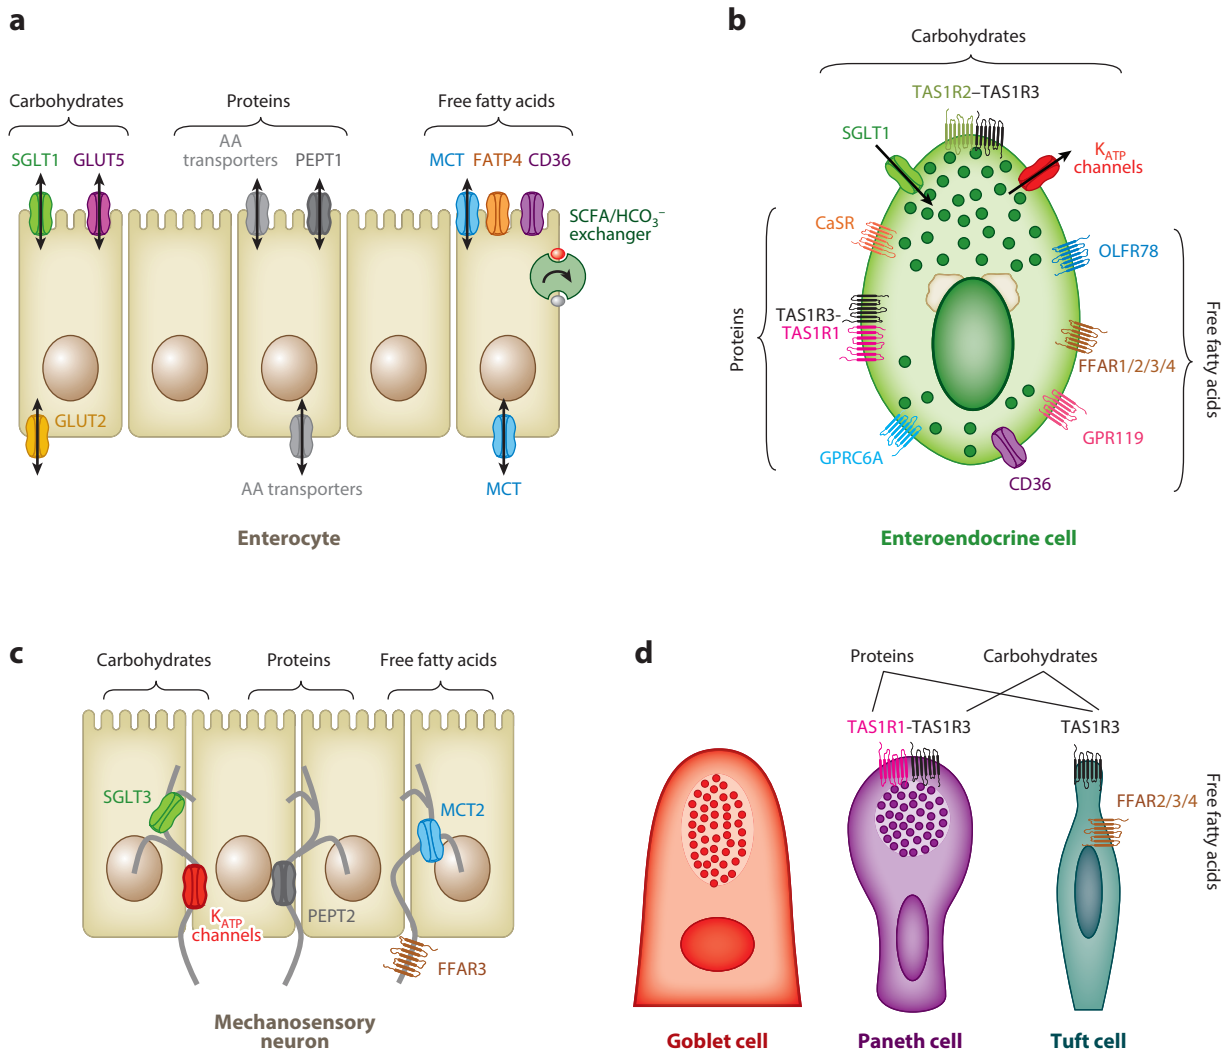 a
Carbohydrates
Proteins
Free fatty acids
SGLT1
GLUT5
AA
transporters
PEPT1
MCT
FATP4
CD36
SCFA/HCO₃⁻
exchanger
GLUT2
AA transporters
MCT
Enterocyte
b
Carbohydrates
TAS1R2–TAS1R3
SGLT1
K_ATP
channels
CaSR
OLFR78
TAS1R3-
TAS1R1
Proteins
FFAR1/2/3/4
Free fatty acids
GPRC6A
GPR119
CD36
Enteroendocrine cell
c
Carbohydrates
Proteins
Free fatty acids
SGLT3
MCT2
K_ATP
channels
PEPT2
FFAR3
Mechanosensory
neuron
d
Proteins
Carbohydrates
TAS1R1-TAS1R3
TAS1R3
FFAR2/3/4
Free fatty acids
Goblet cell
Paneth cell
Tuft cell